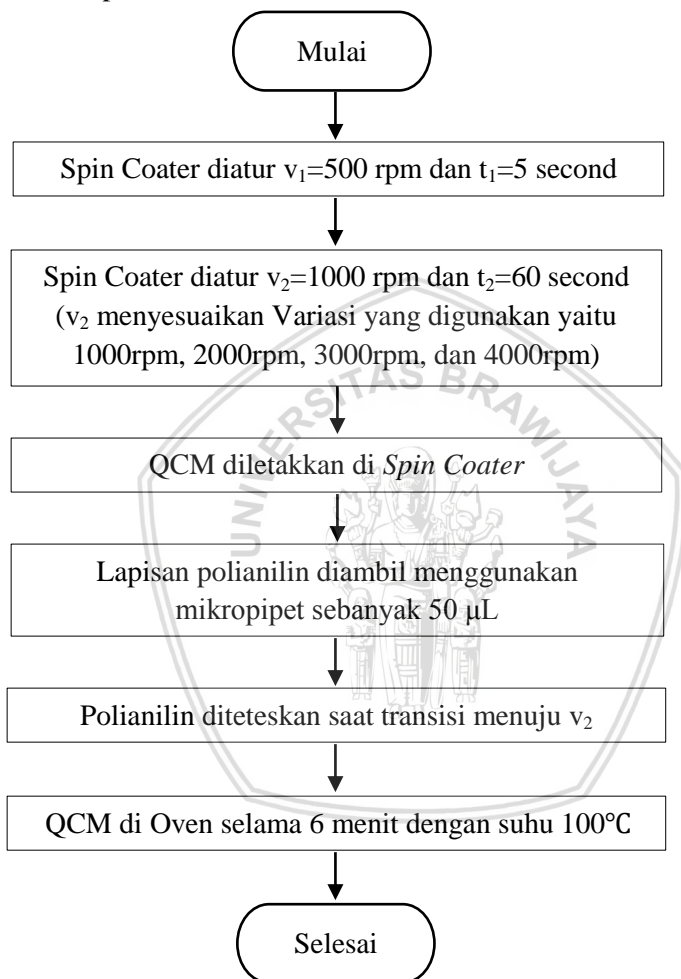 Mulai
Spin Coater diatur v₁=500 rpm dan t₁=5 second
Spin Coater diatur v₂=1000 rpm dan t₂=60 second
(v₂ menyesuaikan Variasi yang digunakan yaitu
1000rpm, 2000rpm, 3000rpm, dan 4000rpm)
UNIVERSITAS BRAWIJAYA
QCM diletakkan di Spin Coater
Lapisan polianilin diambil menggunakan
mikropipet sebanyak 50 μL
Polianilin diteteskan saat transisi menuju v₂
QCM di Oven selama 6 menit dengan suhu 100℃
Selesai